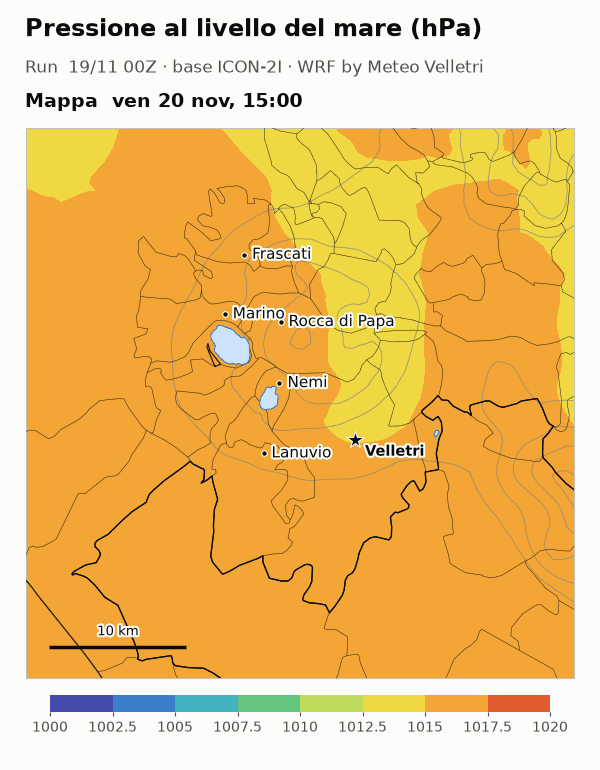 Pressione al livello del mare (hPa)
Run  19/11 00Z · base ICON-2I · WRF by Meteo Velletri
Mappa  ven 20 nov, 15:00
Frascati
Marino
Rocca di Papa
Nemi
Velletri
Lanuvio
10 km
1000 1002.5 1005 1007.5 1010 1012.5 1015 1017.5 1020